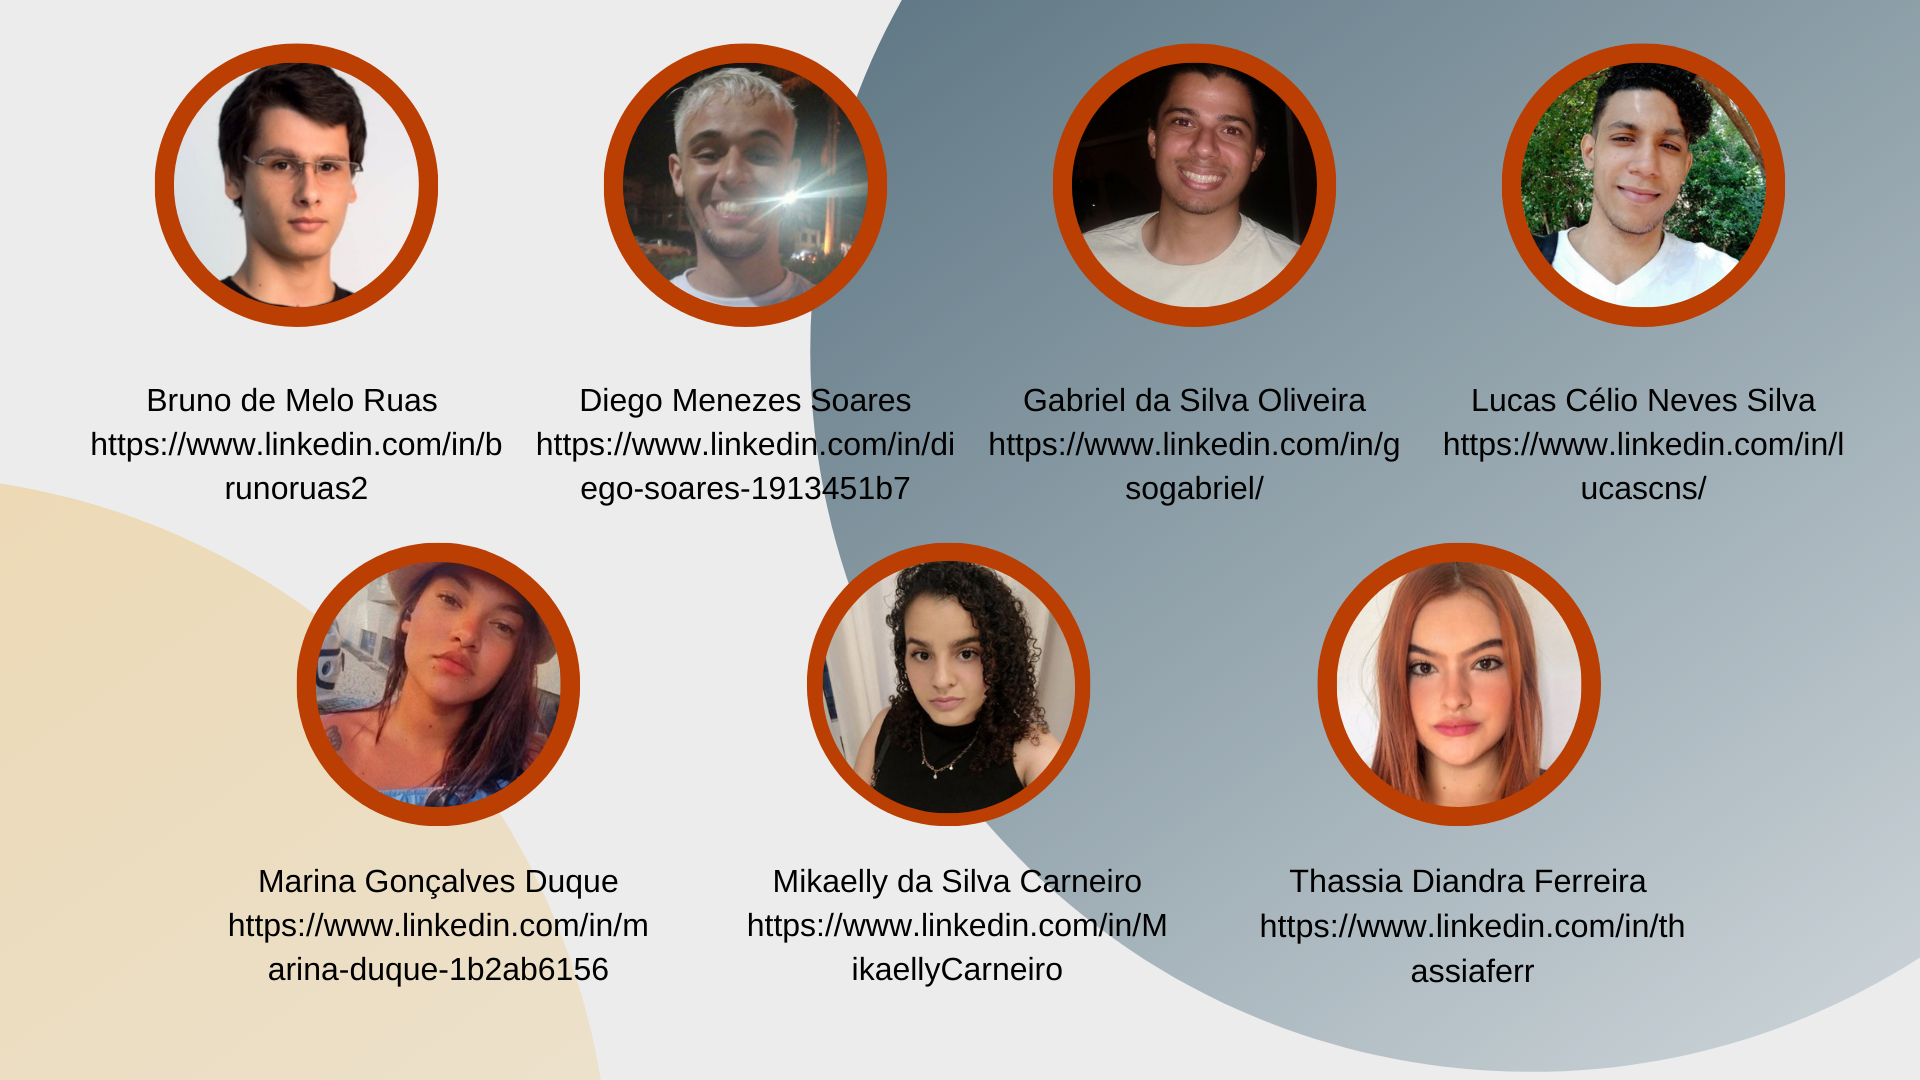 Bruno de Melo Ruas
https://www.linkedin.com/in/b
runoruas2
Diego Menezes Soares
https://www.linkedin.com/in/di
ego-soares-1913451b7
Gabriel da Silva Oliveira
https://www.linkedin.com/in/g
sogabriel/
Lucas Célio Neves Silva
https://www.linkedin.com/in/l
ucascns/
Marina Gonçalves Duque
https://www.linkedin.com/in/m
arina-duque-1b2ab6156
Mikaelly da Silva Carneiro
https://www.linkedin.com/in/M
ikaellyCarneiro
Thassia Diandra Ferreira
https://www.linkedin.com/in/th
assiaferr